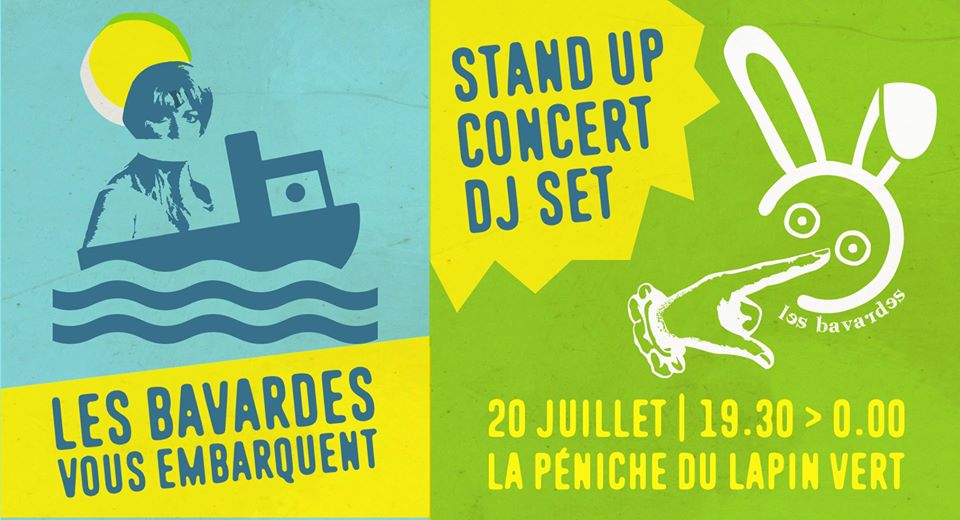 LES BAVARDES
VOUS EMBARQUENT
STAND UP
CONCERT
DJ SET
les bavardes
20 JUILLET | 19.30 > 0.00
LA PÉNICHE DU LAPIN VERT